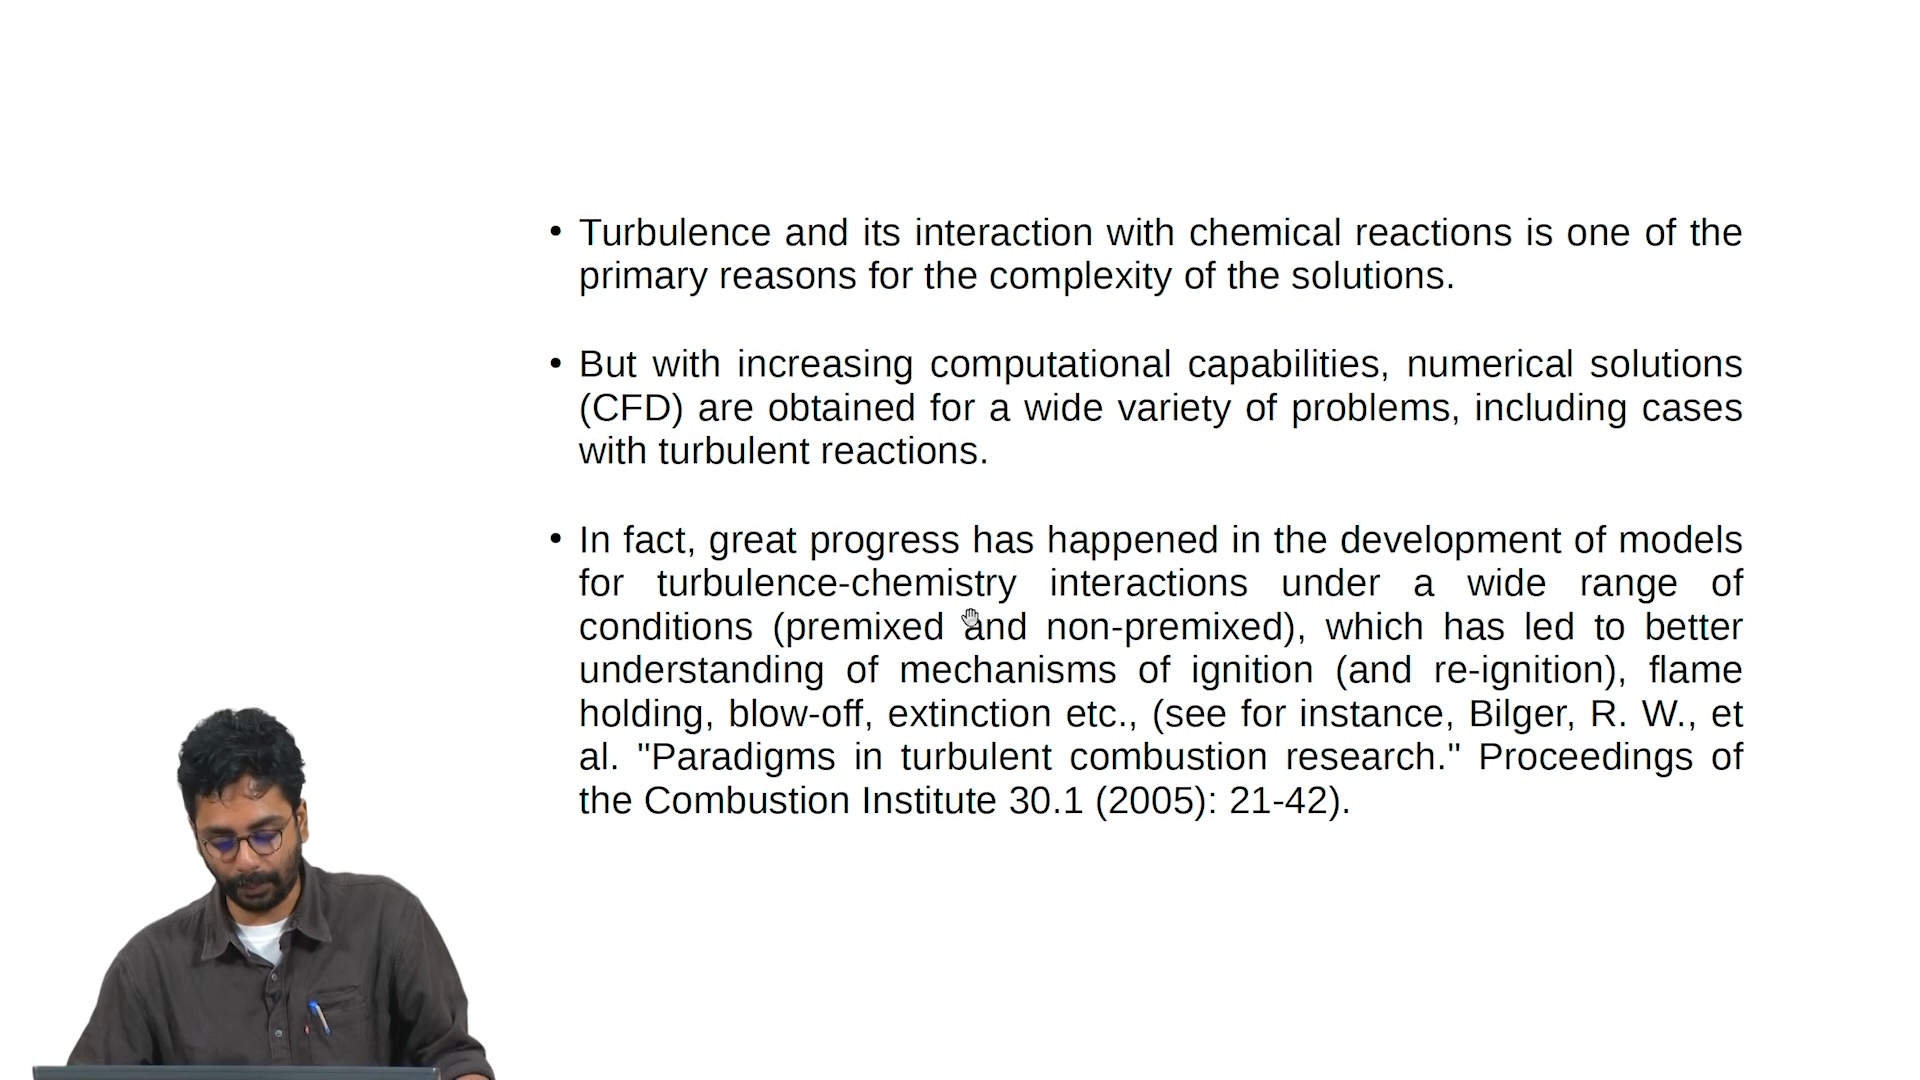 • Turbulence and its interaction with chemical reactions is one of the
primary reasons for the complexity of the solutions.
• But with increasing computational capabilities, numerical solutions
(CFD) are obtained for a wide variety of problems, including cases
with turbulent reactions.
• In fact, great progress has happened in the development of models
for turbulence-chemistry interactions under a wide range of
conditions (premixed and non-premixed), which has led to better
understanding of mechanisms of ignition (and re-ignition), flame
holding, blow-off, extinction etc., (see for instance, Bilger, R. W., et
al. "Paradigms in turbulent combustion research." Proceedings of
the Combustion Institute 30.1 (2005): 21-42).